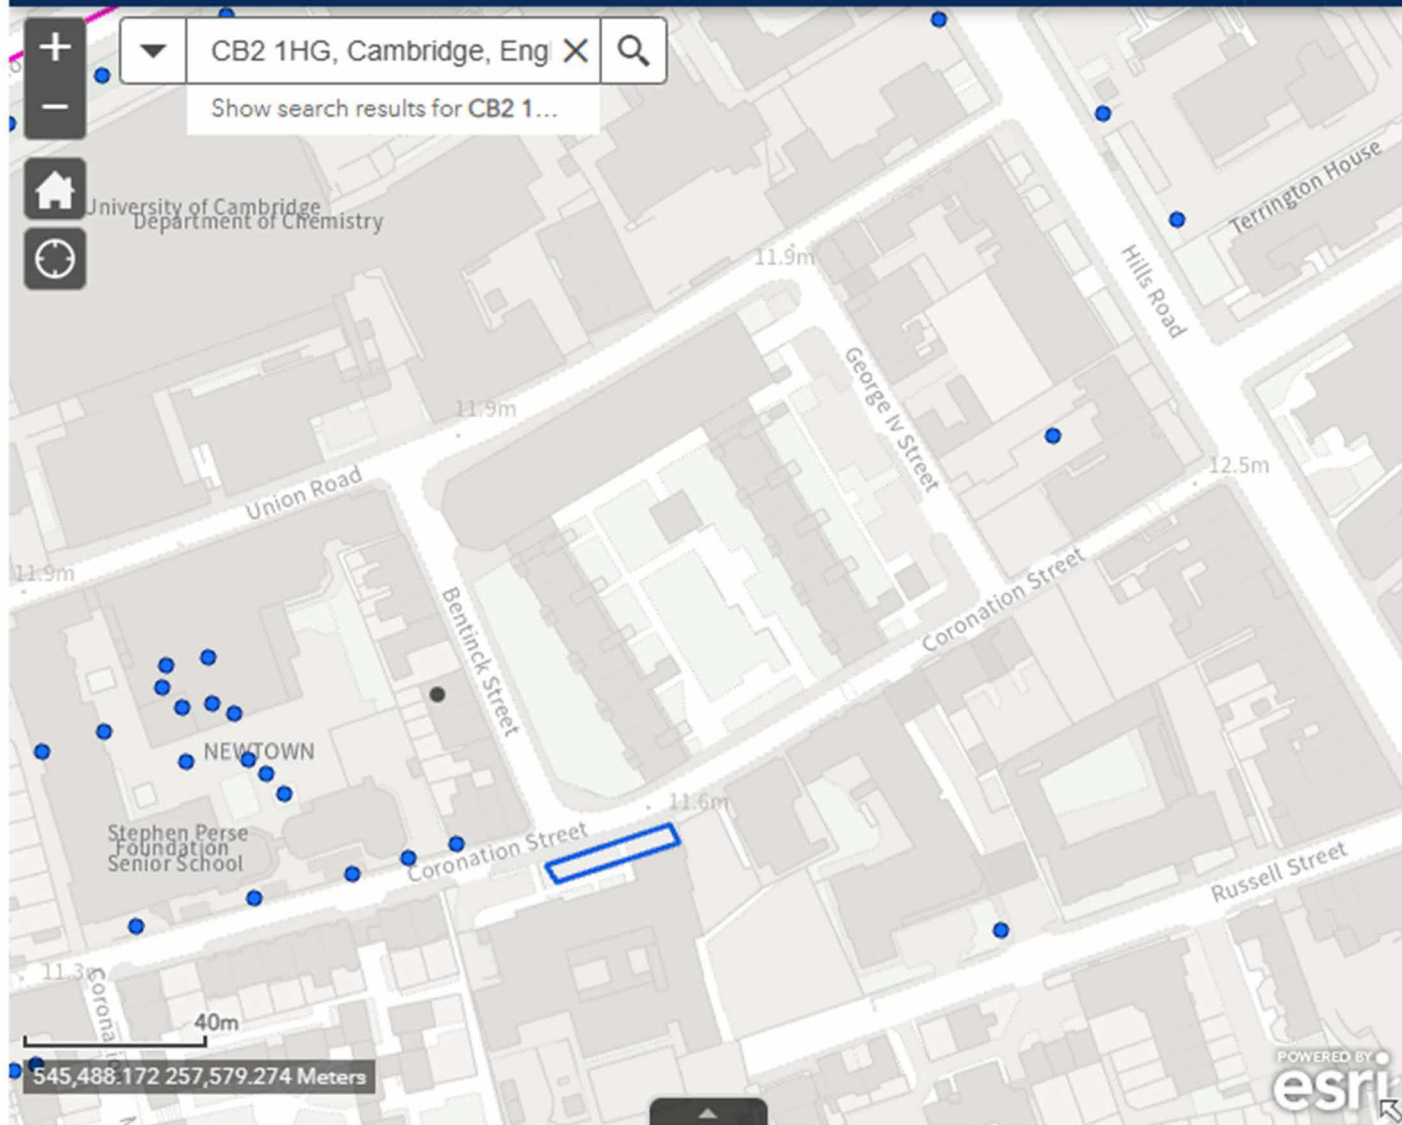 +
CB2 1HG, Cambridge, Eng
−
Show search results for CB2 1...
Terrington House
University of Cambridge
Department of Chemistry
Hills Road
11.9m
George Iv Street
11.9m
12.5m
Union Road
11.9m
Coronation Street
Bentinck Street
NEWTOWN
11.6m
Stephen Perse
Foundation
Senior School
Coronation Street
Russell Street
11.3m
40m
545,488.172 257,579.274 Meters
POWERED BY
esri